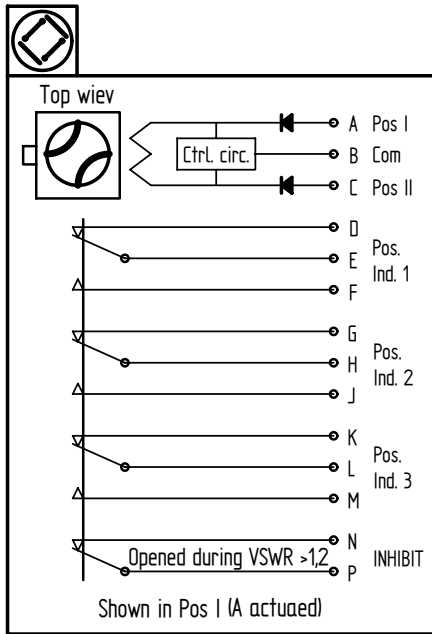 Top wiev
A Pos I
Ctrl. circ. B Com
C Pos II
D
E Pos.
Ind. 1
F
G
H Pos.
Ind. 2
J
K
L Pos.
Ind. 3
M
N
Opened during VSWR >1,2 INHIBIT
P
Shown in Pos I (A actuaed)